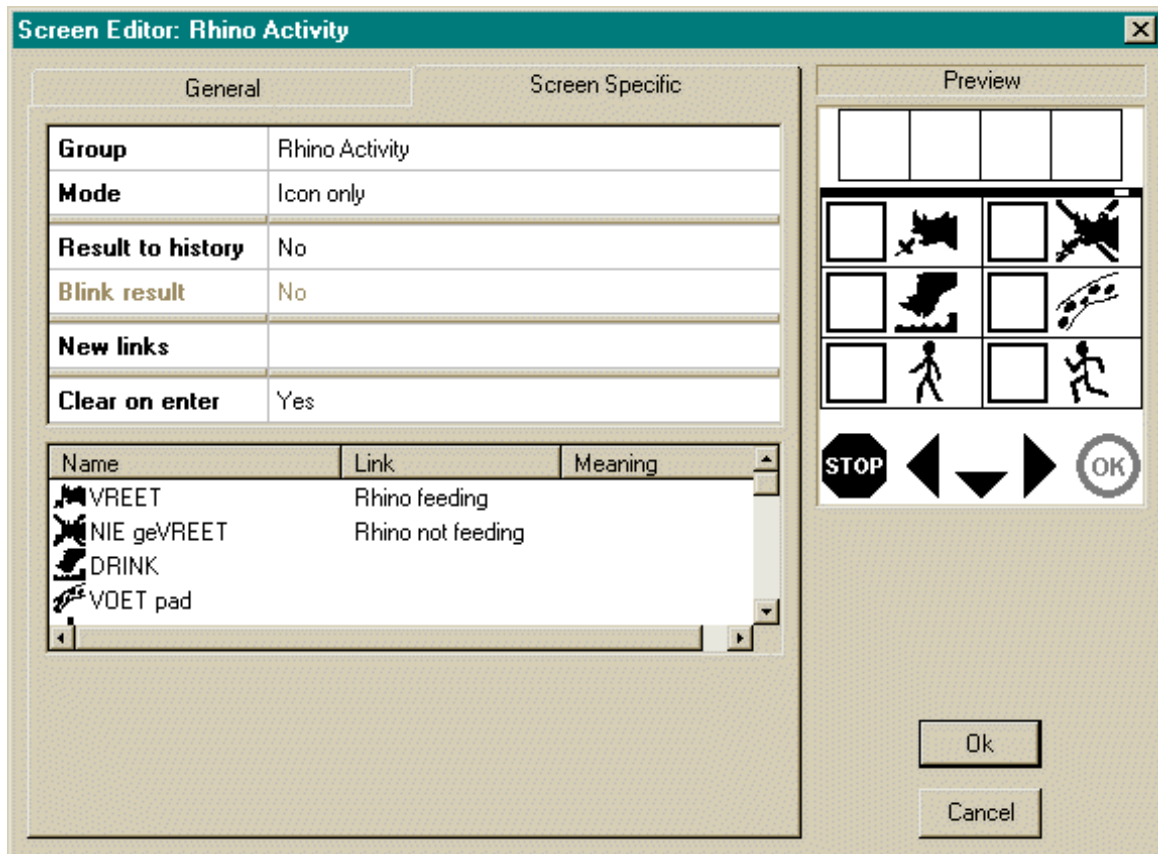 Screen Editor: Rhino Activity
General Screen Specific
Group Rhino Activity
Mode Icon only
Result to history No
Blink result No
New links
Clear on enter Yes
Name Link Meaning
VREET Rhino feeding
NIE geVREET Rhino not feeding
DRINK
VOET pad
Preview
STOP OK
Ok
Cancel